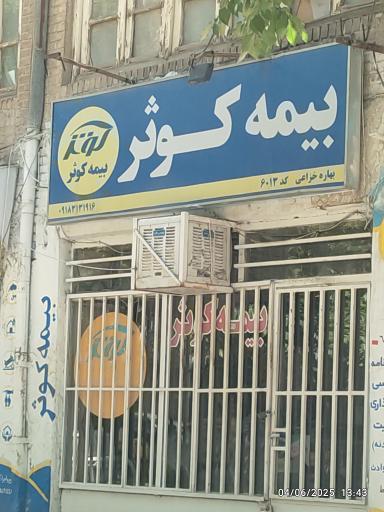 بیمه کوثر
کوثر
بیمه کوثر
بهاره خزاعی کد ۶۰۱۳
۰۹۱۸۳۱۳۱۹۱۶
بیمه کوثر
بیمه کوثر
04/06/2025 13:43